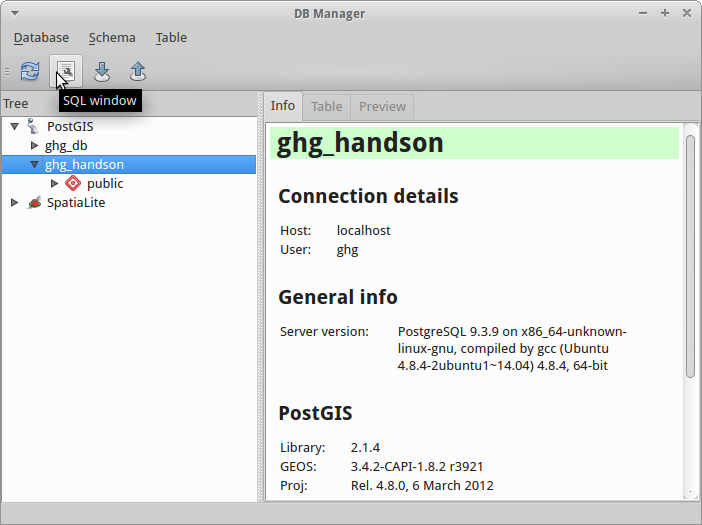 DB Manager
Database Schema Table
SQL window
Tree
PostGIS
ghg_db
ghg_handson
public
SpatiaLite
Info Table Preview
ghg_handson
Connection details
Host: localhost
User: ghg
General info
Server version: PostgreSQL 9.3.9 on x86_64-unknown-
linux-gnu, compiled by gcc (Ubuntu
4.8.4-2ubuntu1~14.04) 4.8.4, 64-bit
PostGIS
Library: 2.1.4
GEOS: 3.4.2-CAPI-1.8.2 r3921
Proj: Rel. 4.8.0, 6 March 2012